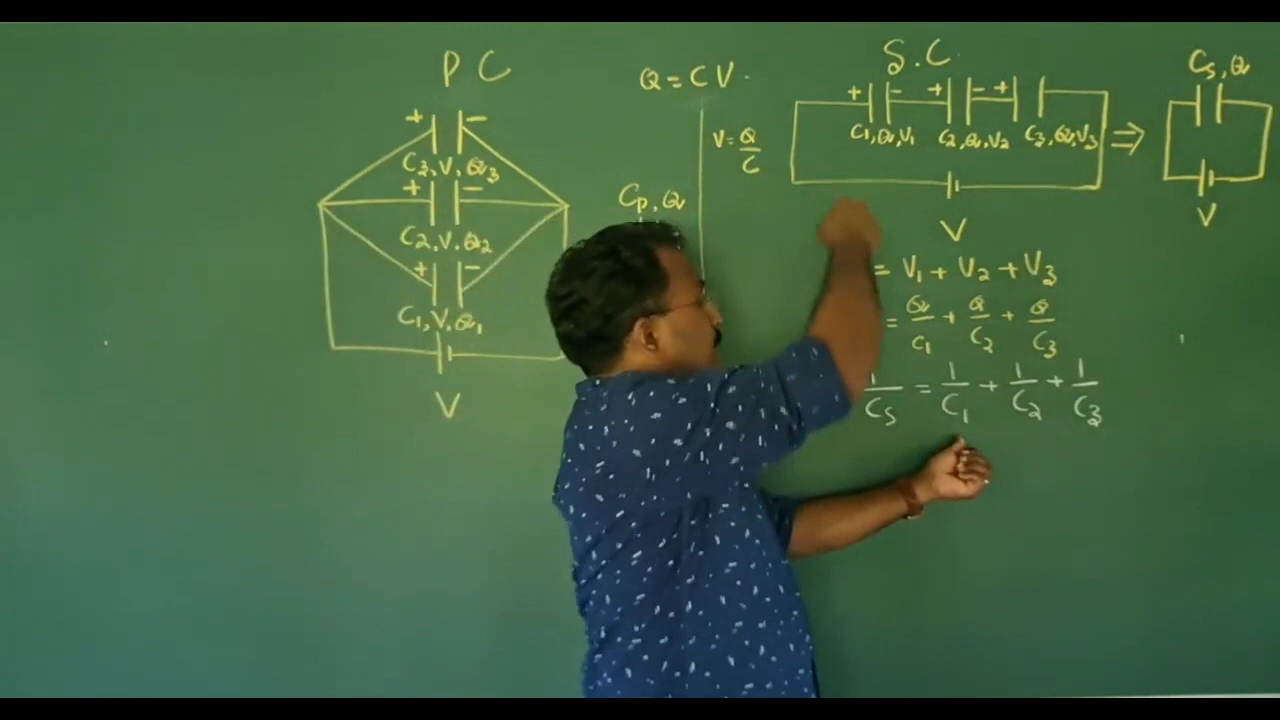 P C
+ -
C3, V, Q3
+ -
C2, V, Q2
+ -
C1, V, Q1
V
Q = CV.
V = Q/C
Cp, Q
S.C.
+ - + - +
C1, Q, V1 C2, Q, V2 C3, Q, V3
V
⇒
Cs, Q
V
= V1 + V2 + V3
= Q/C1 + Q/C2 + Q/C3
1/Cs = 1/C1 + 1/C2 + 1/C3